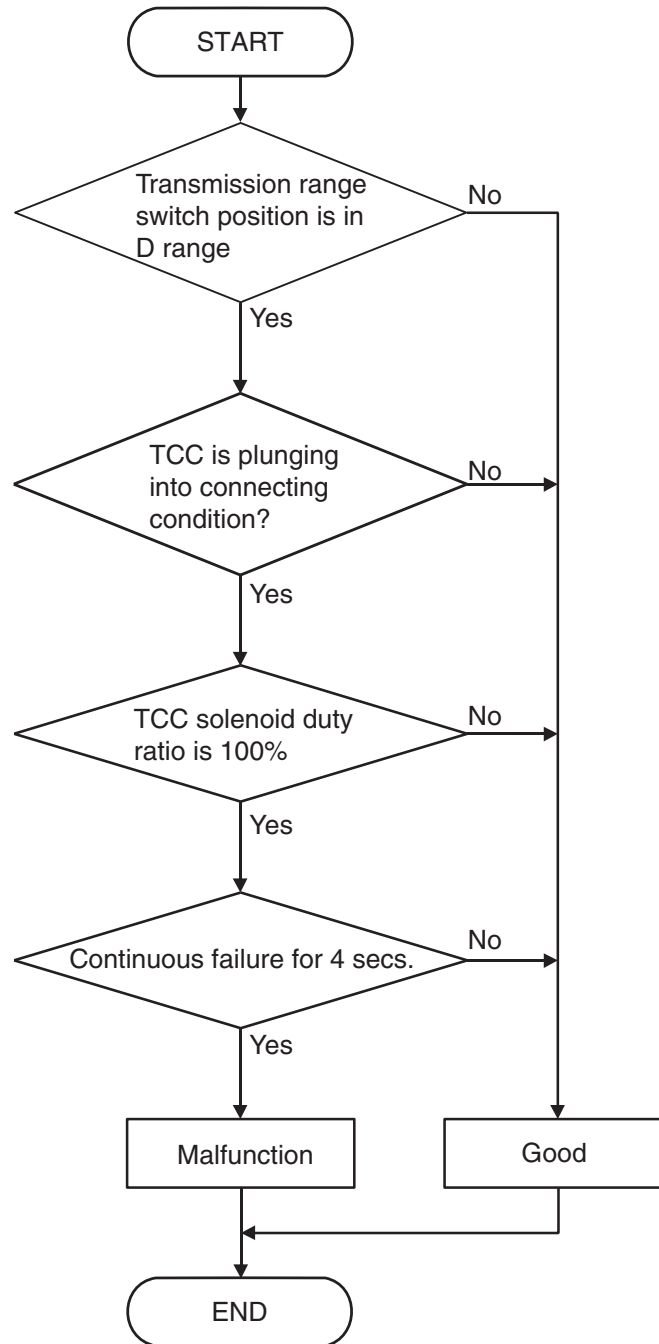 START
Transmission range
switch position is in
D range
No
Yes
TCC is plunging
into connecting
condition?
No
Yes
TCC solenoid duty
ratio is 100%
No
Yes
Continuous failure for 4 secs.
No
Yes
Malfunction
Good
END